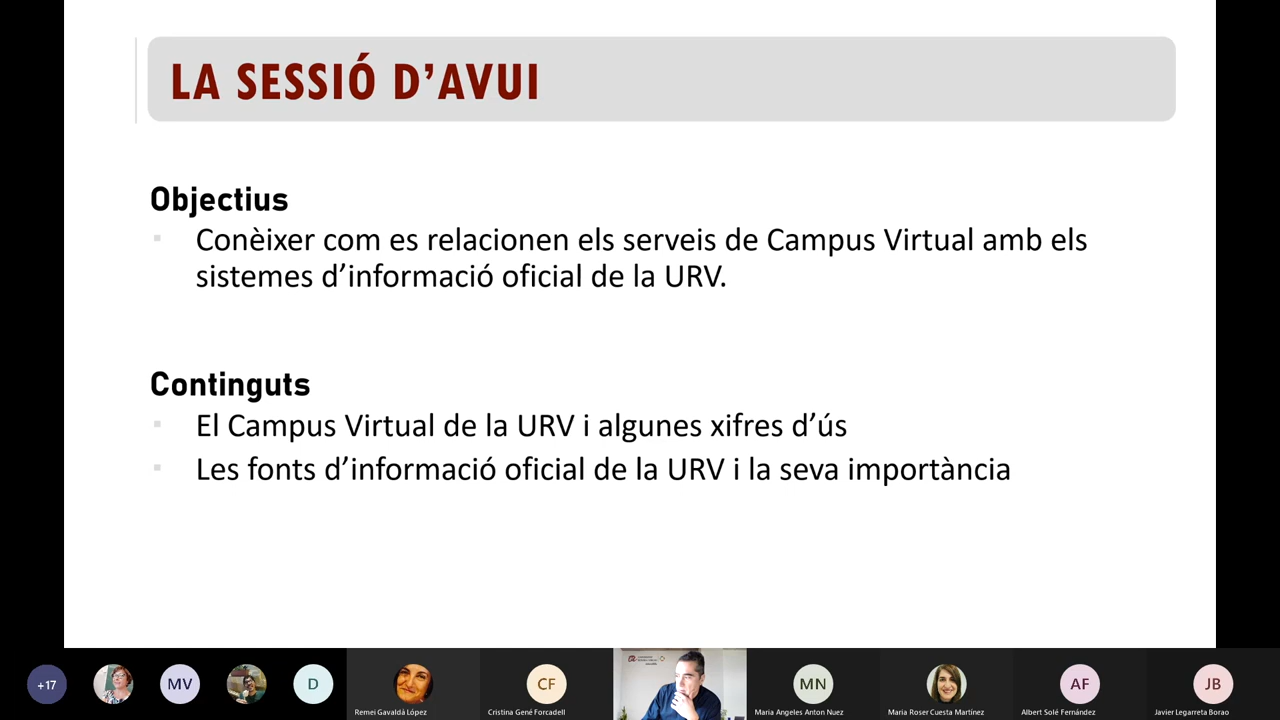 LA SESSIÓ D’AVUI
Objectius
Conèixer com es relacionen els serveis de Campus Virtual amb els
sistemes d’informació oficial de la URV.
Continguts
El Campus Virtual de la URV i algunes xifres d’ús
Les fonts d’informació oficial de la URV i la seva importància
+17
MV
D
CF
MN
AF
JB
Remei Gavaldà López
Cristina Gené Forcadell
Maria Angeles Anton Nuez
Maria Roser Cuesta Martínez
Albert Solé Fernández
Javier Legarreta Borao